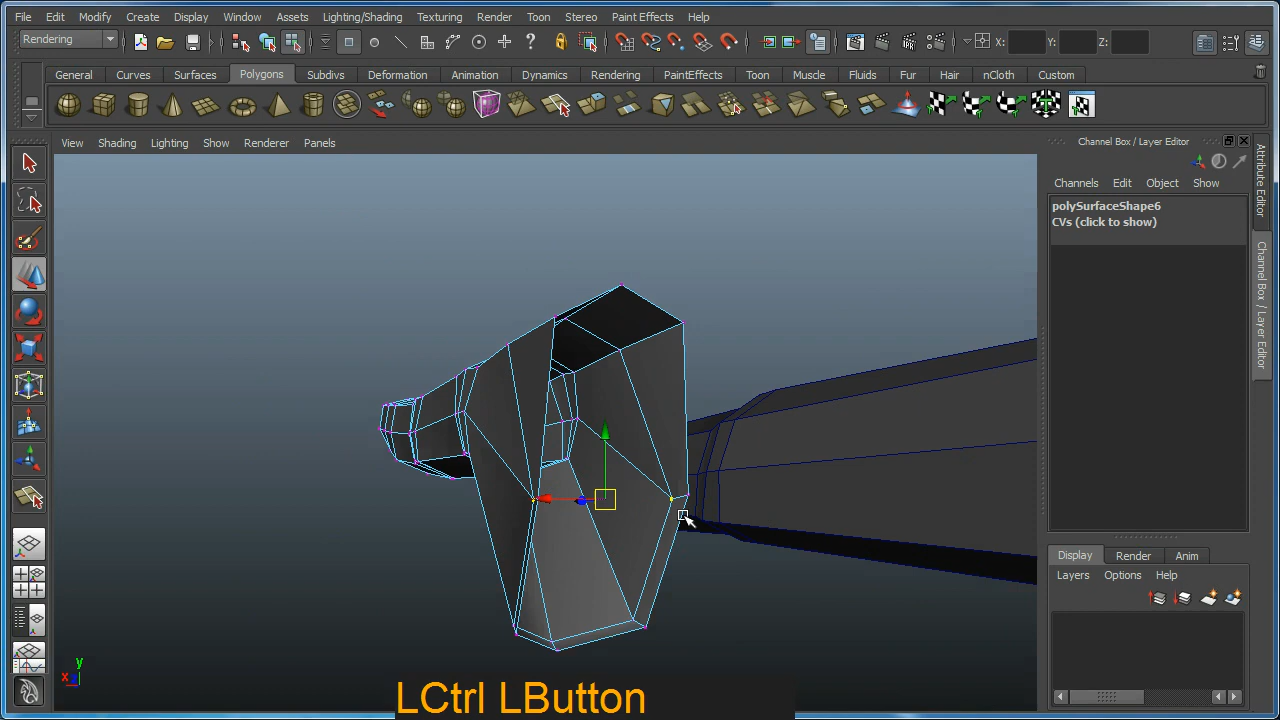 File Edit Modify Create Display Window Assets Lighting/Shading Texturing Render Toon Stereo Paint Effects Help
Rendering X: Y: Z:
General Curves Surfaces Polygons Subdivs Deformation Animation Dynamics Rendering PaintEffects Toon Muscle Fluids Fur Hair nCloth Custom
View Shading Lighting Show Renderer Panels
Channel Box / Layer Editor
Channels Edit Object Show
polySurfaceShape6
CVs (click to show)
Attribute Editor
Channel Box / Layer Editor
Display Render Anim
Layers Options Help
y
x z
LCtrl LButton